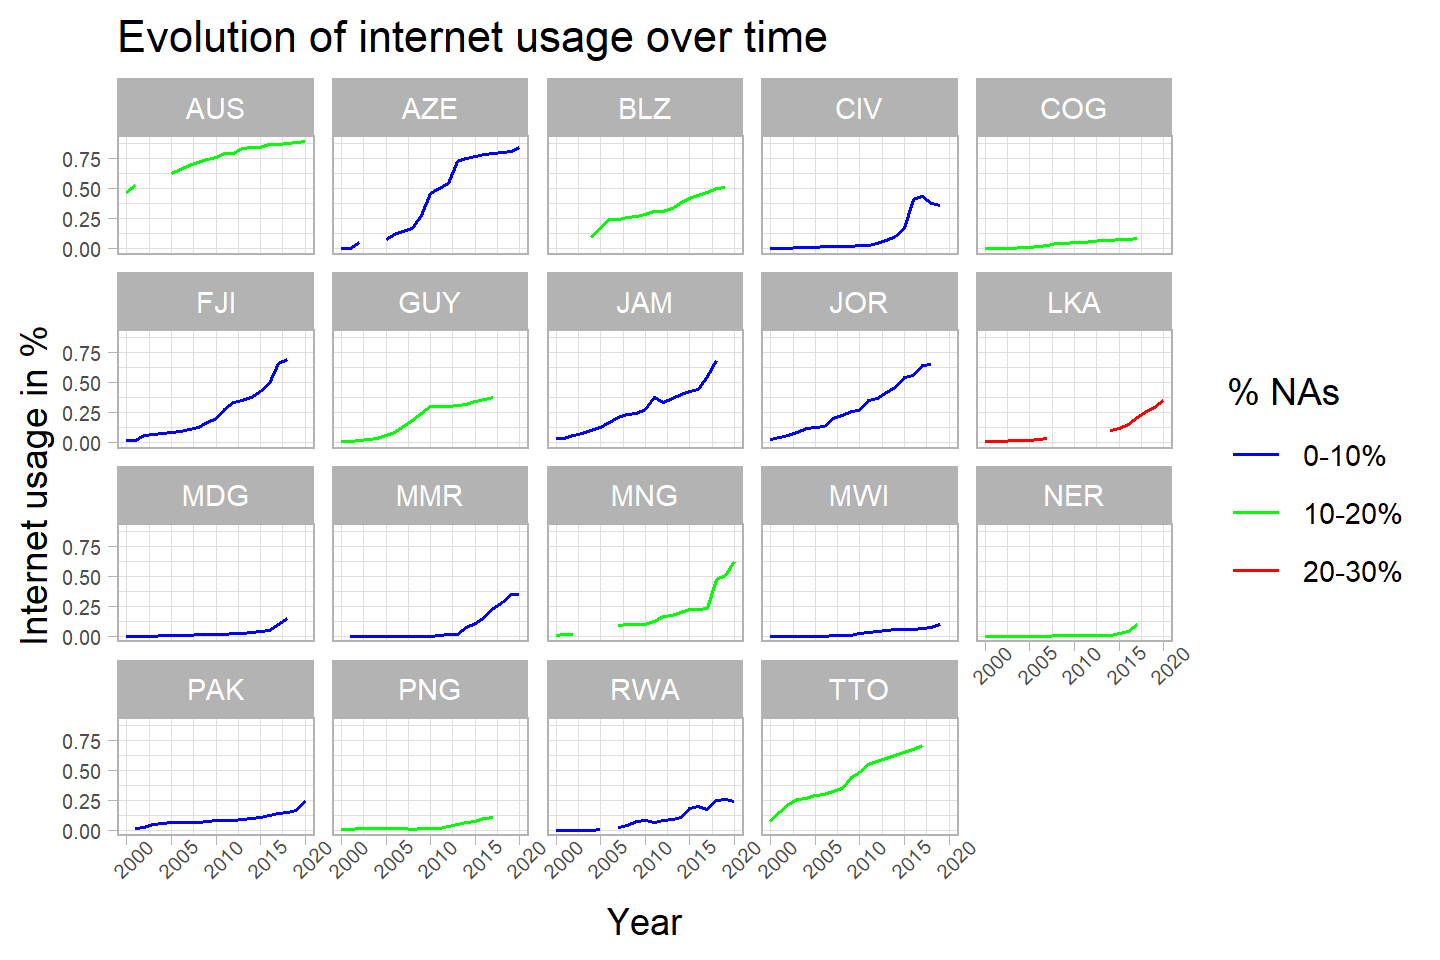 Evolution of internet usage over time
AUS AZE BLZ CIV COG
0.75
0.50
0.25
0.00
FJI GUY JAM JOR LKA
0.75
0.50
0.25
0.00
MDG MMR MNG MWI NER
0.75
0.50
0.25
0.00
2000 2005 2010 2015 2020
PAK PNG RWA TTO
0.75
0.50
0.25
0.00
2000 2005 2010 2015 2020 2000 2005 2010 2015 2020 2000 2005 2010 2015 2020 2000 2005 2010 2015 2020
Year
Internet usage in %
% NAs
0-10%
10-20%
20-30%